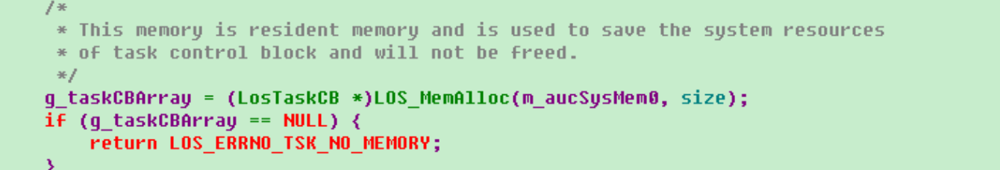 /*
 * This memory is resident memory and is used to save the system resources
 * of task control block and will not be freed.
 */
g_taskCBArray = (LosTaskCB *)LOS_MemAlloc(m_aucSysMem0, size);
if (g_taskCBArray == NULL) {
    return LOS_ERRNO_TSK_NO_MEMORY;
}